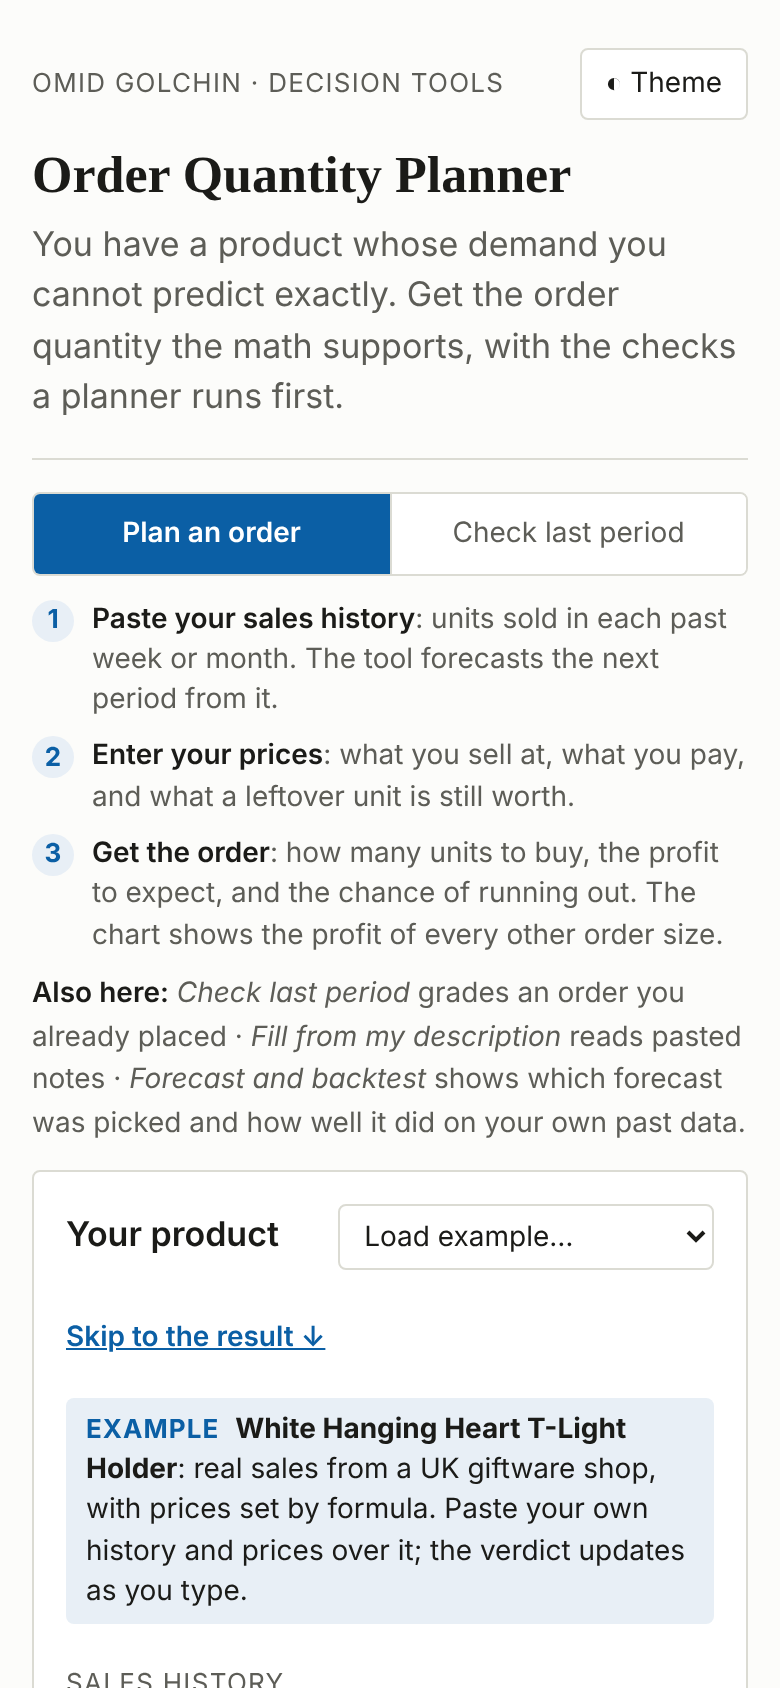 OMID GOLCHIN · DECISION TOOLS
Theme
Order Quantity Planner
You have a product whose demand you
cannot predict exactly. Get the order
quantity the math supports, with the checks
a planner runs first.
Plan an order
Check last period
1 Paste your sales history: units sold in each past
week or month. The tool forecasts the next
period from it.
2 Enter your prices: what you sell at, what you pay,
and what a leftover unit is still worth.
3 Get the order: how many units to buy, the profit
to expect, and the chance of running out. The
chart shows the profit of every other order size.
Also here: Check last period grades an order you
already placed · Fill from my description reads pasted
notes · Forecast and backtest shows which forecast
was picked and how well it did on your own past data.
Your product
Load example...
Skip to the result ↓
EXAMPLE White Hanging Heart T-Light
Holder: real sales from a UK giftware shop,
with prices set by formula. Paste your own
history and prices over it; the verdict updates
as you type.
SALES HISTORY